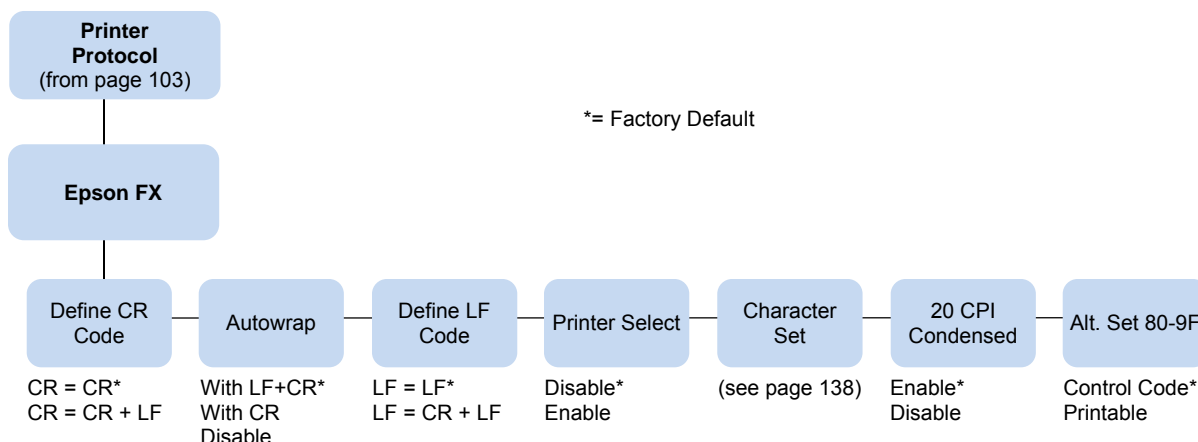 Printer
Protocol
(from page 103)
*= Factory Default
Epson FX
Define CR
Code
Autowrap
Define LF
Code
Printer Select
Character
Set
20 CPI
Condensed
Alt. Set 80-9F
CR = CR*
CR = CR + LF
With LF+CR*
With CR
Disable
LF = LF*
LF = CR + LF
Disable*
Enable
(see page 138)
Enable*
Disable
Control Code*
Printable